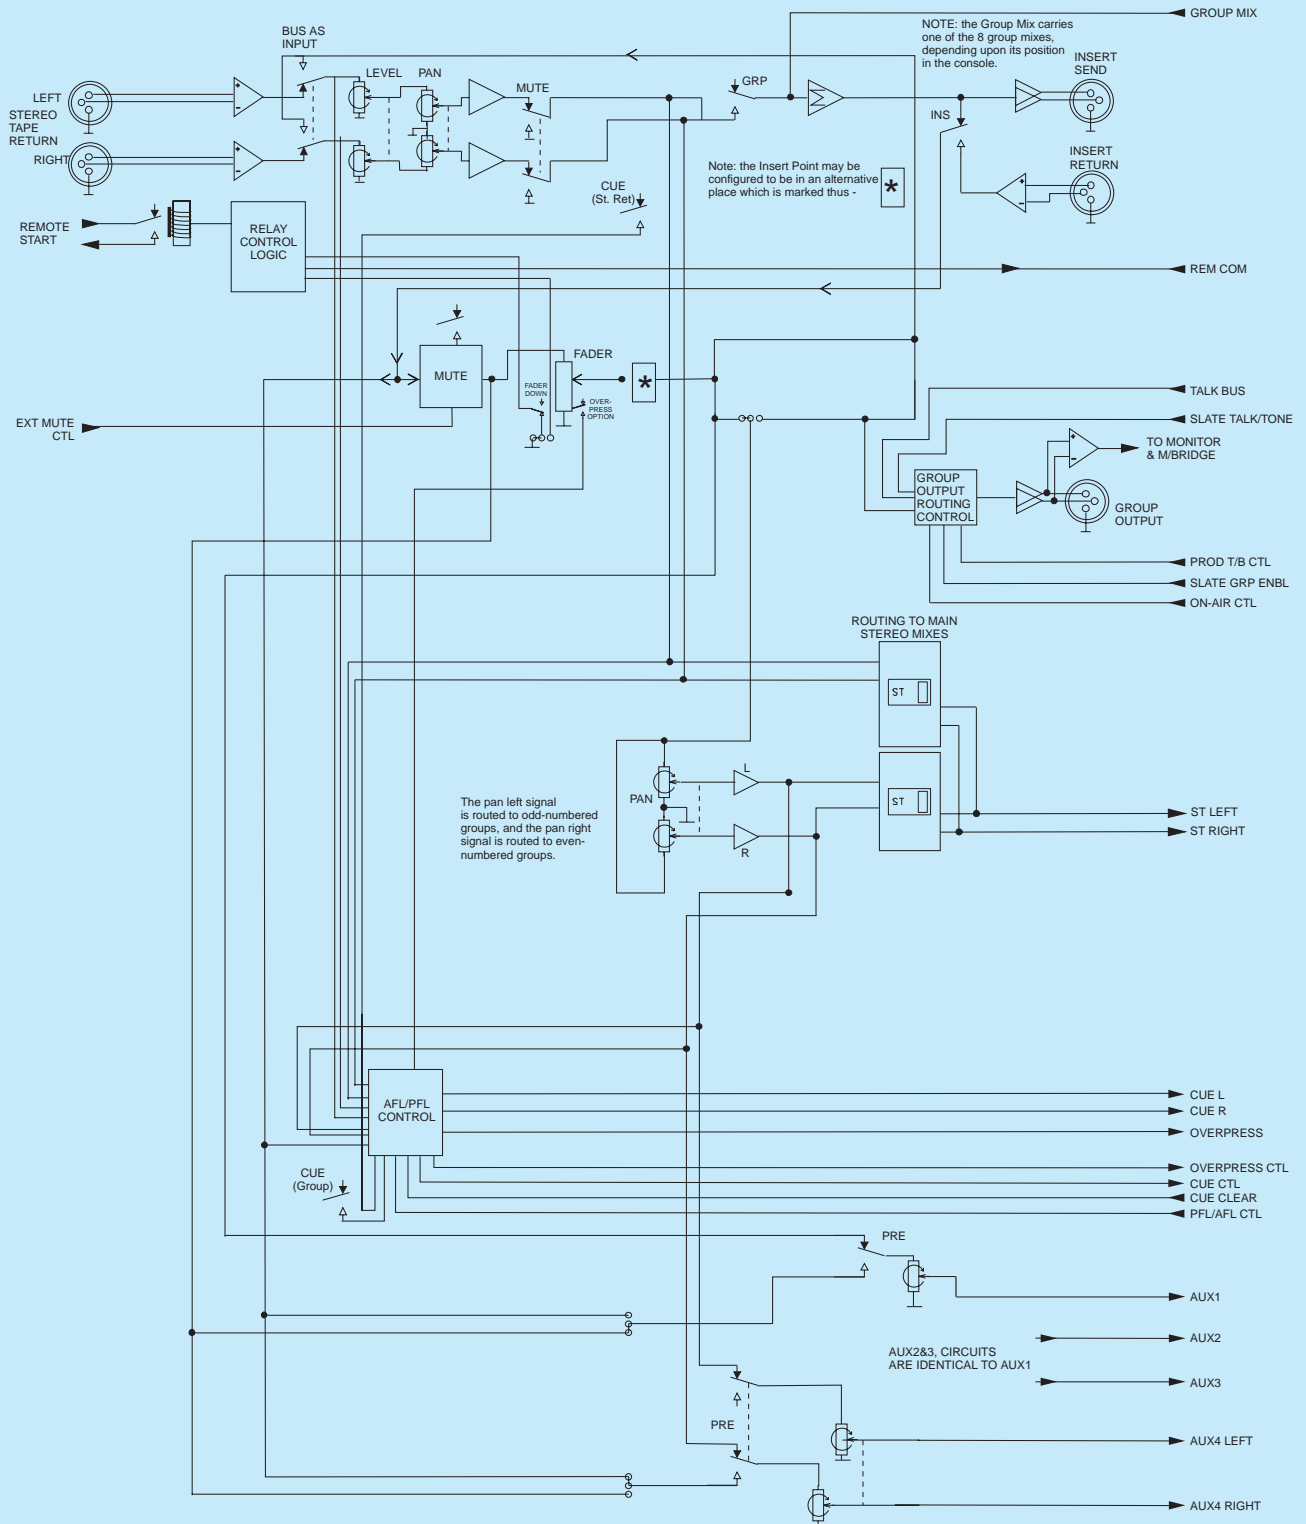 GROUP MIX
NOTE: the Group Mix carries
one of the 8 group mixes,
depending upon its position
in the console.
BUS AS
INPUT
LEVEL
PAN
MUTE
GRP
INSERT
SEND
LEFT
STEREO
TAPE
RETURN
RIGHT
INS
INSERT
RETURN
Note: the Insert Point may be
configured to be in an alternative
place which is marked thus -
*
CUE
(St. Ret)
REMOTE
START
RELAY
CONTROL
LOGIC
REM COM
MUTE
FADER
*
FADER
DOWN
OVER-
PRESS
OPTION
EXT MUTE
CTL
TALK BUS
SLATE TALK/TONE
TO MONITOR
& M/BRIDGE
GROUP
OUTPUT
ROUTING
CONTROL
GROUP
OUTPUT
PROD T/B CTL
SLATE GRP ENBL
ON-AIR CTL
ROUTING TO MAIN
STEREO MIXES
ST
L
PAN
ST
R
ST LEFT
ST RIGHT
The pan left signal
is routed to odd-numbered
groups, and the pan right
signal is routed to even-
numbered groups.
AFL/PFL
CONTROL
CUE L
CUE R
OVERPRESS
OVERPRESS CTL
CUE CTL
CUE CLEAR
PFL/AFL CTL
CUE
(Group)
PRE
AUX1
AUX2
AUX2&3, CIRCUITS
ARE IDENTICAL TO AUX1
AUX3
PRE
AUX4 LEFT
AUX4 RIGHT